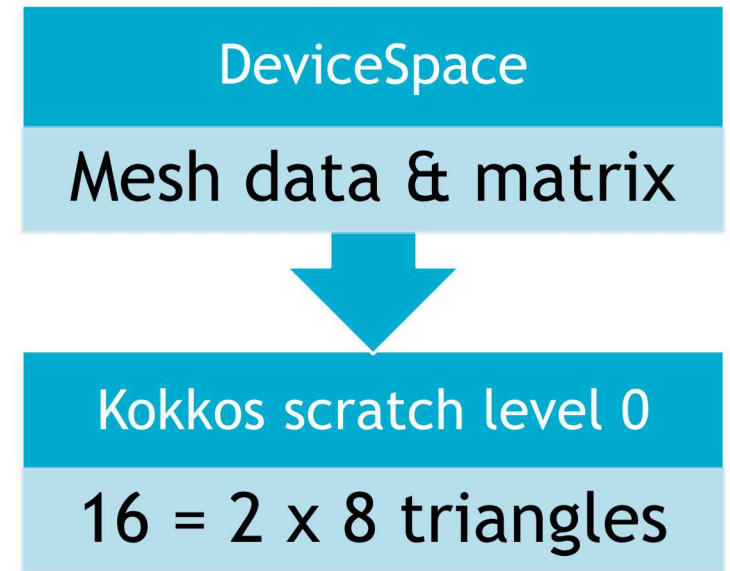 DeviceSpace
Mesh data & matrix
Kokkos scratch level 0
16 = 2 x 8 triangles